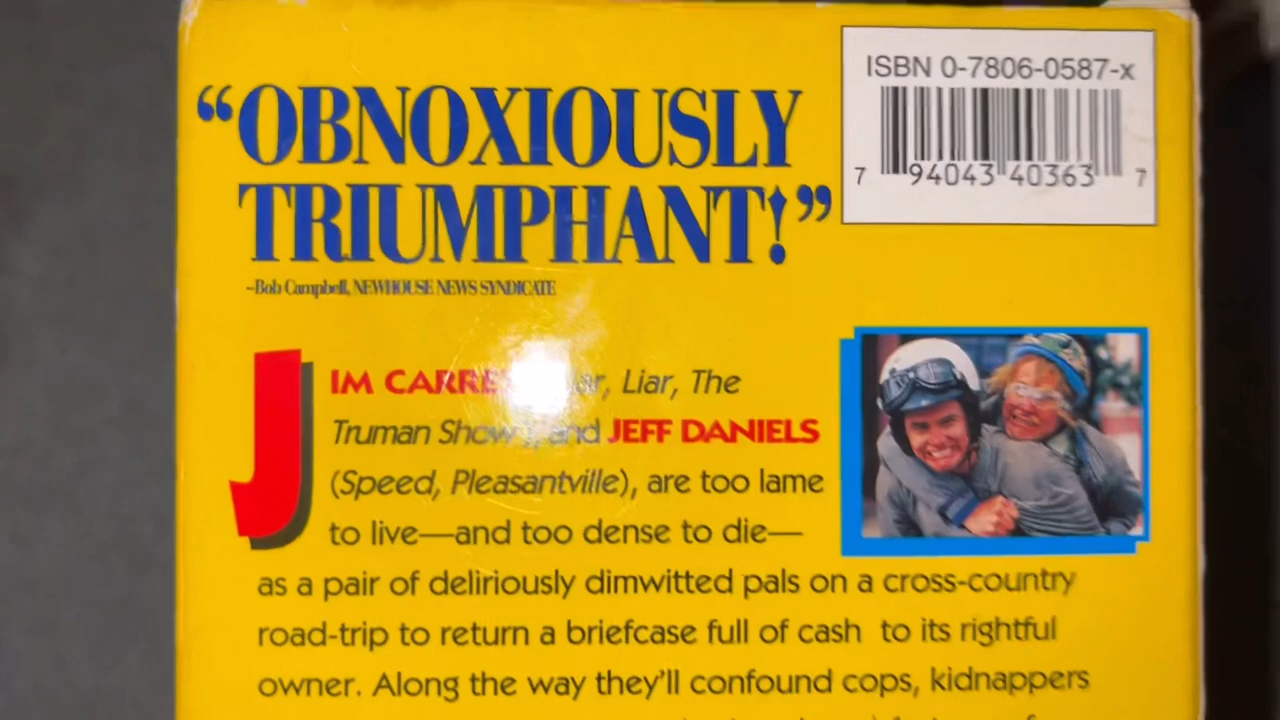 "OBNOXIOUSLY
TRIUMPHANT!"
–Bob Campbell, NEWHOUSE NEWS SYNDICATE
ISBN 0-7806-0587-x
7 94043 40363 7
JIM CARREY Liar, Liar, The
Truman Show), and JEFF DANIELS
(Speed, Pleasantville), are too lame
to live—and too dense to die—
as a pair of deliriously dimwitted pals on a cross-country
road-trip to return a briefcase full of cash to its rightful
owner. Along the way they'll confound cops, kidnappers